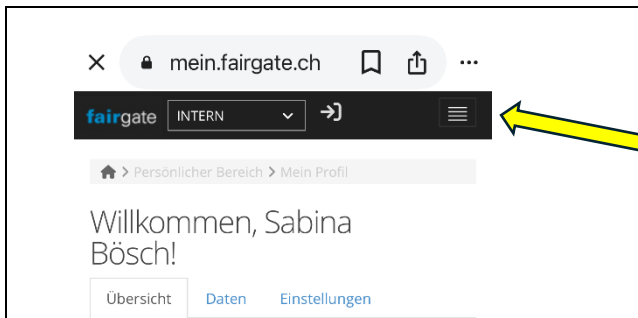 mein.fairgate.ch
fairgate INTERN
Persönlicher Bereich > Mein Profil
Willkommen, Sabina
Bösch!
Übersicht Daten Einstellungen